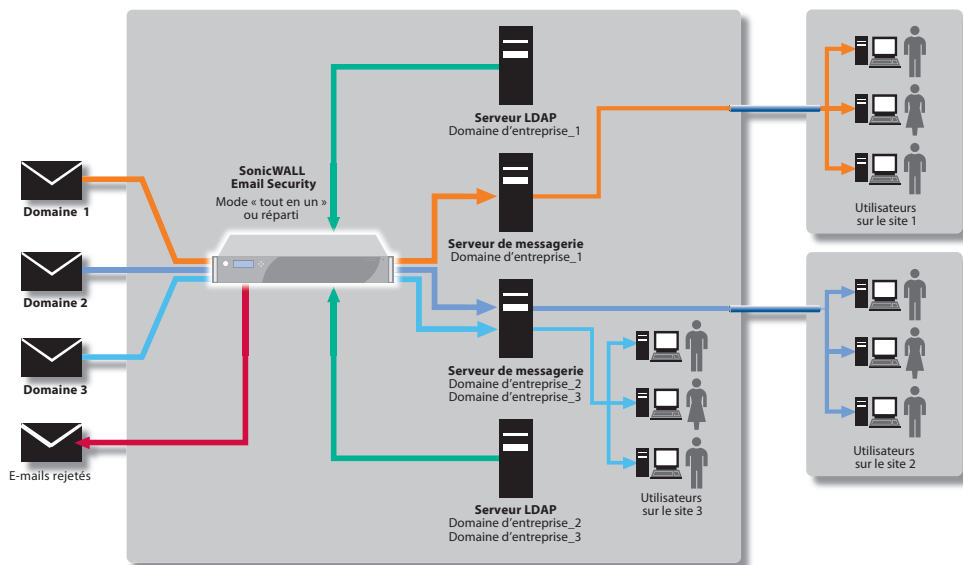 Serveur LDAP
Domaine d'entreprise_1
SonicWALL
Email Security
Mode « tout en un »
ou réparti
Domaine 1
Domaine 2
Domaine 3
E-mails rejetés
Serveur de messagerie
Domaine d'entreprise_1
Serveur de messagerie
Domaine d'entreprise_2
Domaine d'entreprise_3
Serveur LDAP
Domaine d'entreprise_2
Domaine d'entreprise_3
Utilisateurs
sur le site 3
Utilisateurs
sur le site 1
Utilisateurs
sur le site 2